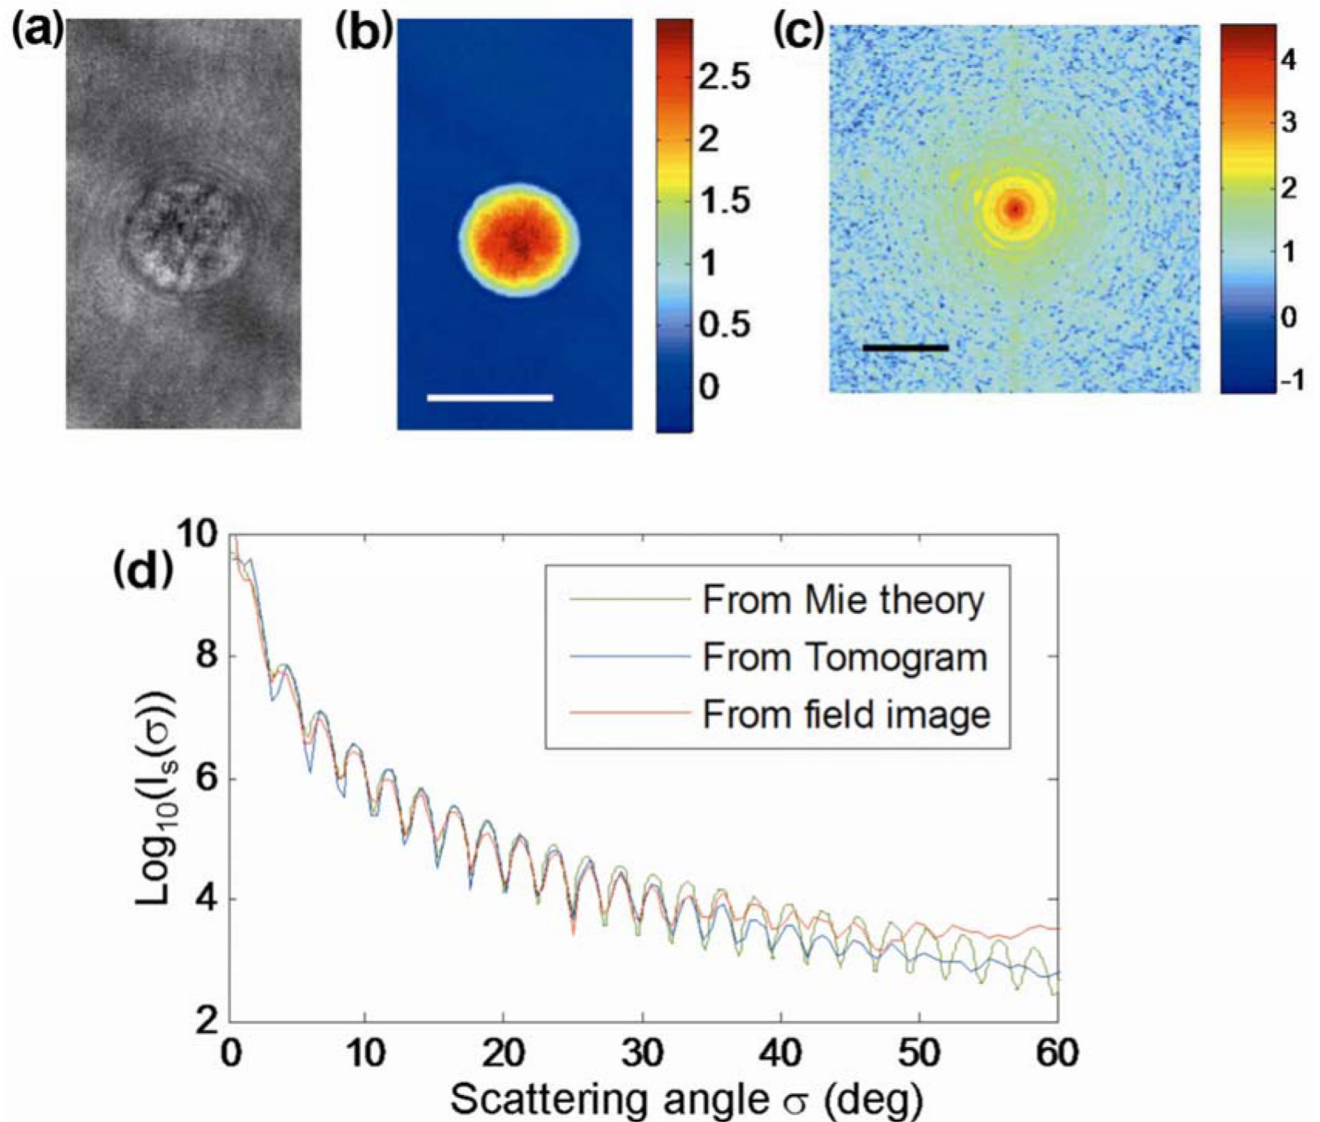 (a)
(b)
2.5
2
1.5
1
0.5
0
(c)
4
3
2
1
0
-1
(d)
Log₁₀(Iₛ(σ))
10
8
6
4
2
From Mie theory
From Tomogram
From field image
0 10 20 30 40 50 60
Scattering angle σ (deg)